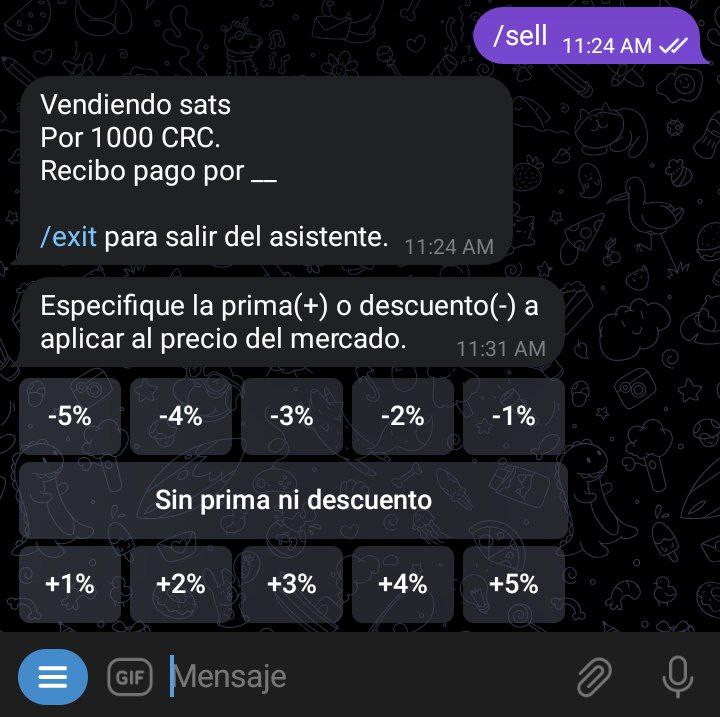 /sell 11:24 AM
Vendiendo sats
Por 1000 CRC.
Recibo pago por __
/exit para salir del asistente. 11:24 AM
Especifique la prima(+) o descuento(-) a
aplicar al precio del mercado. 11:31 AM
-5% -4% -3% -2% -1%
Sin prima ni descuento
+1% +2% +3% +4% +5%
GIF Mensaje